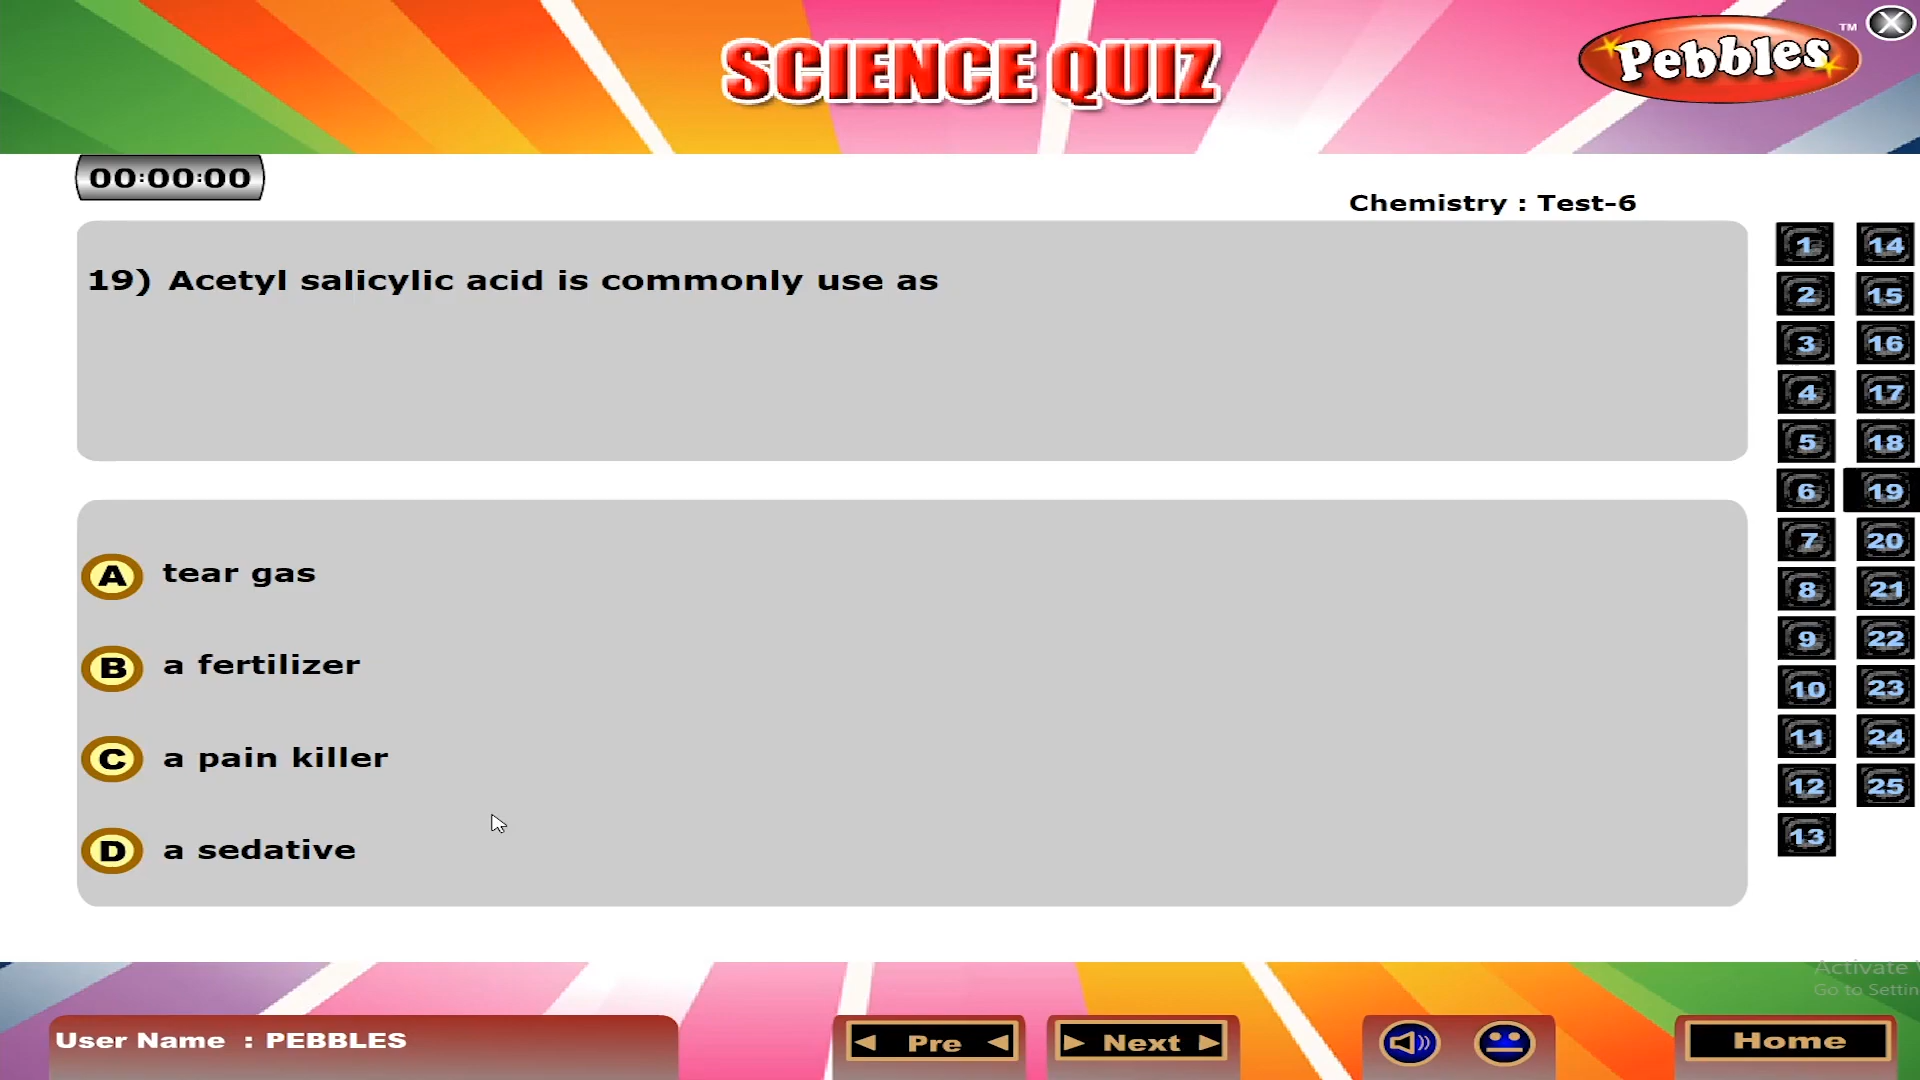 SCIENCE QUIZ
Pebbles ™
X
00:00:00
Chemistry : Test-6
19) Acetyl salicylic acid is commonly use as
A tear gas
B a fertilizer
C a pain killer
D a sedative
1 14
2 15
3 16
4 17
5 18
6 19
7 20
8 21
9 22
10 23
11 24
12 25
13
Activate
Go to Settin
User Name : PEBBLES
Pre
Next
Home